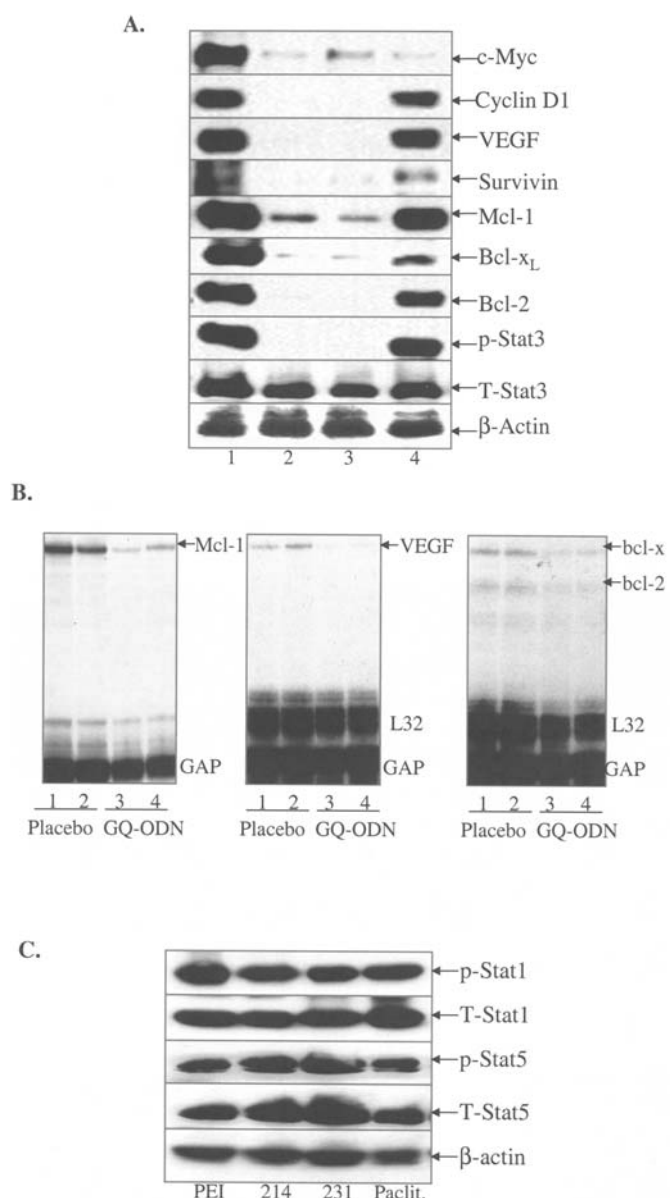 A.
c-Myc
Cyclin D1
VEGF
Survivin
Mcl-1
Bcl-xL
Bcl-2
p-Stat3
T-Stat3
β-Actin
1 2 3 4
B.
Mcl-1 VEGF bcl-x
bcl-2
L32 L32
GAP GAP GAP
1 2 3 4 1 2 3 4 1 2 3 4
Placebo GQ-ODN Placebo GQ-ODN Placebo GQ-ODN
C.
p-Stat1
T-Stat1
p-Stat5
T-Stat5
β-actin
PEI 214 231 Paclit.